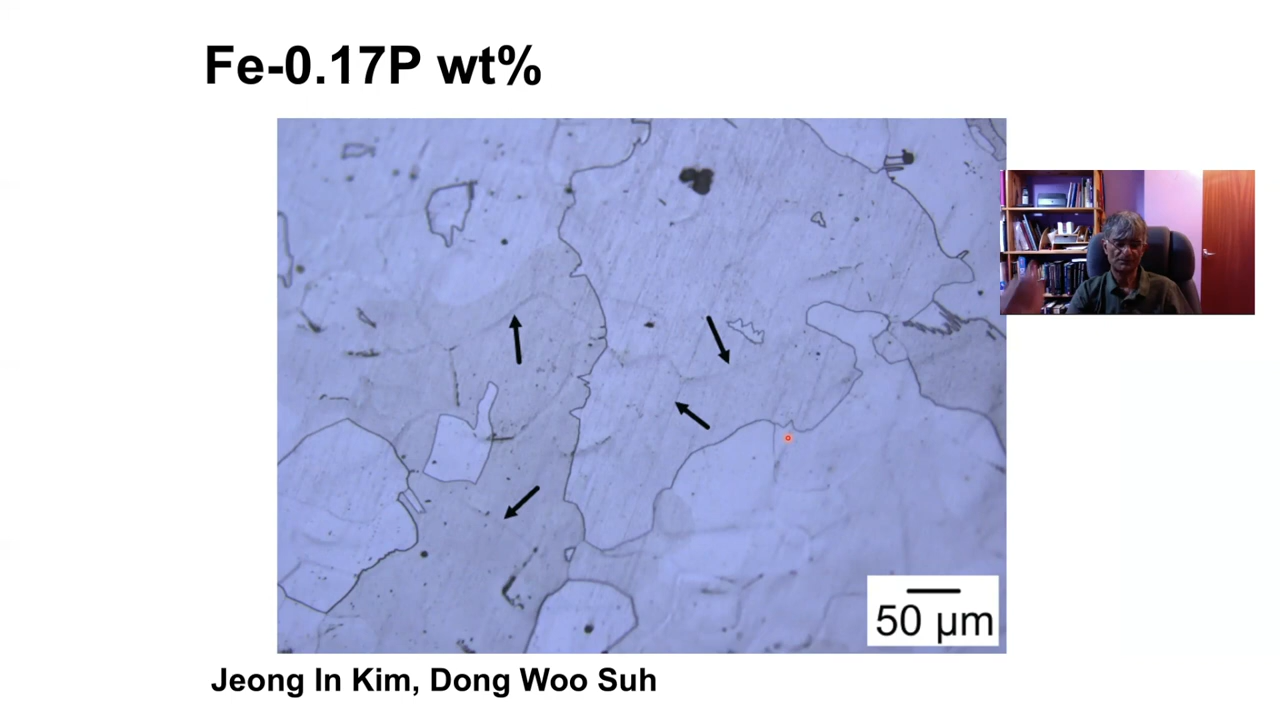 Fe-0.17P wt%
50 μm
Jeong In Kim, Dong Woo Suh